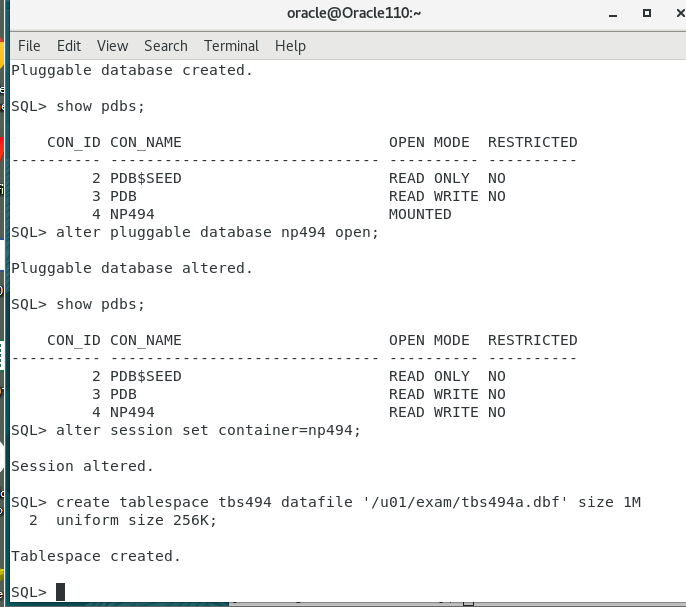 oracle@Oracle110:~
File Edit View Search Terminal Help
Pluggable database created.
SQL> show pdbs;
    CON_ID CON_NAME                       OPEN MODE  RESTRICTED
---------- ------------------------------ ---------- ----------
         2 PDB$SEED                       READ ONLY  NO
         3 PDB                            READ WRITE NO
         4 NP494                          MOUNTED
SQL> alter pluggable database np494 open;
Pluggable database altered.
SQL> show pdbs;
    CON_ID CON_NAME                       OPEN MODE  RESTRICTED
---------- ------------------------------ ---------- ----------
         2 PDB$SEED                       READ ONLY  NO
         3 PDB                            READ WRITE NO
         4 NP494                          READ WRITE NO
SQL> alter session set container=np494;
Session altered.
SQL> create tablespace tbs494 datafile '/u01/exam/tbs494a.dbf' size 1M
  2  uniform size 256K;
Tablespace created.
SQL>